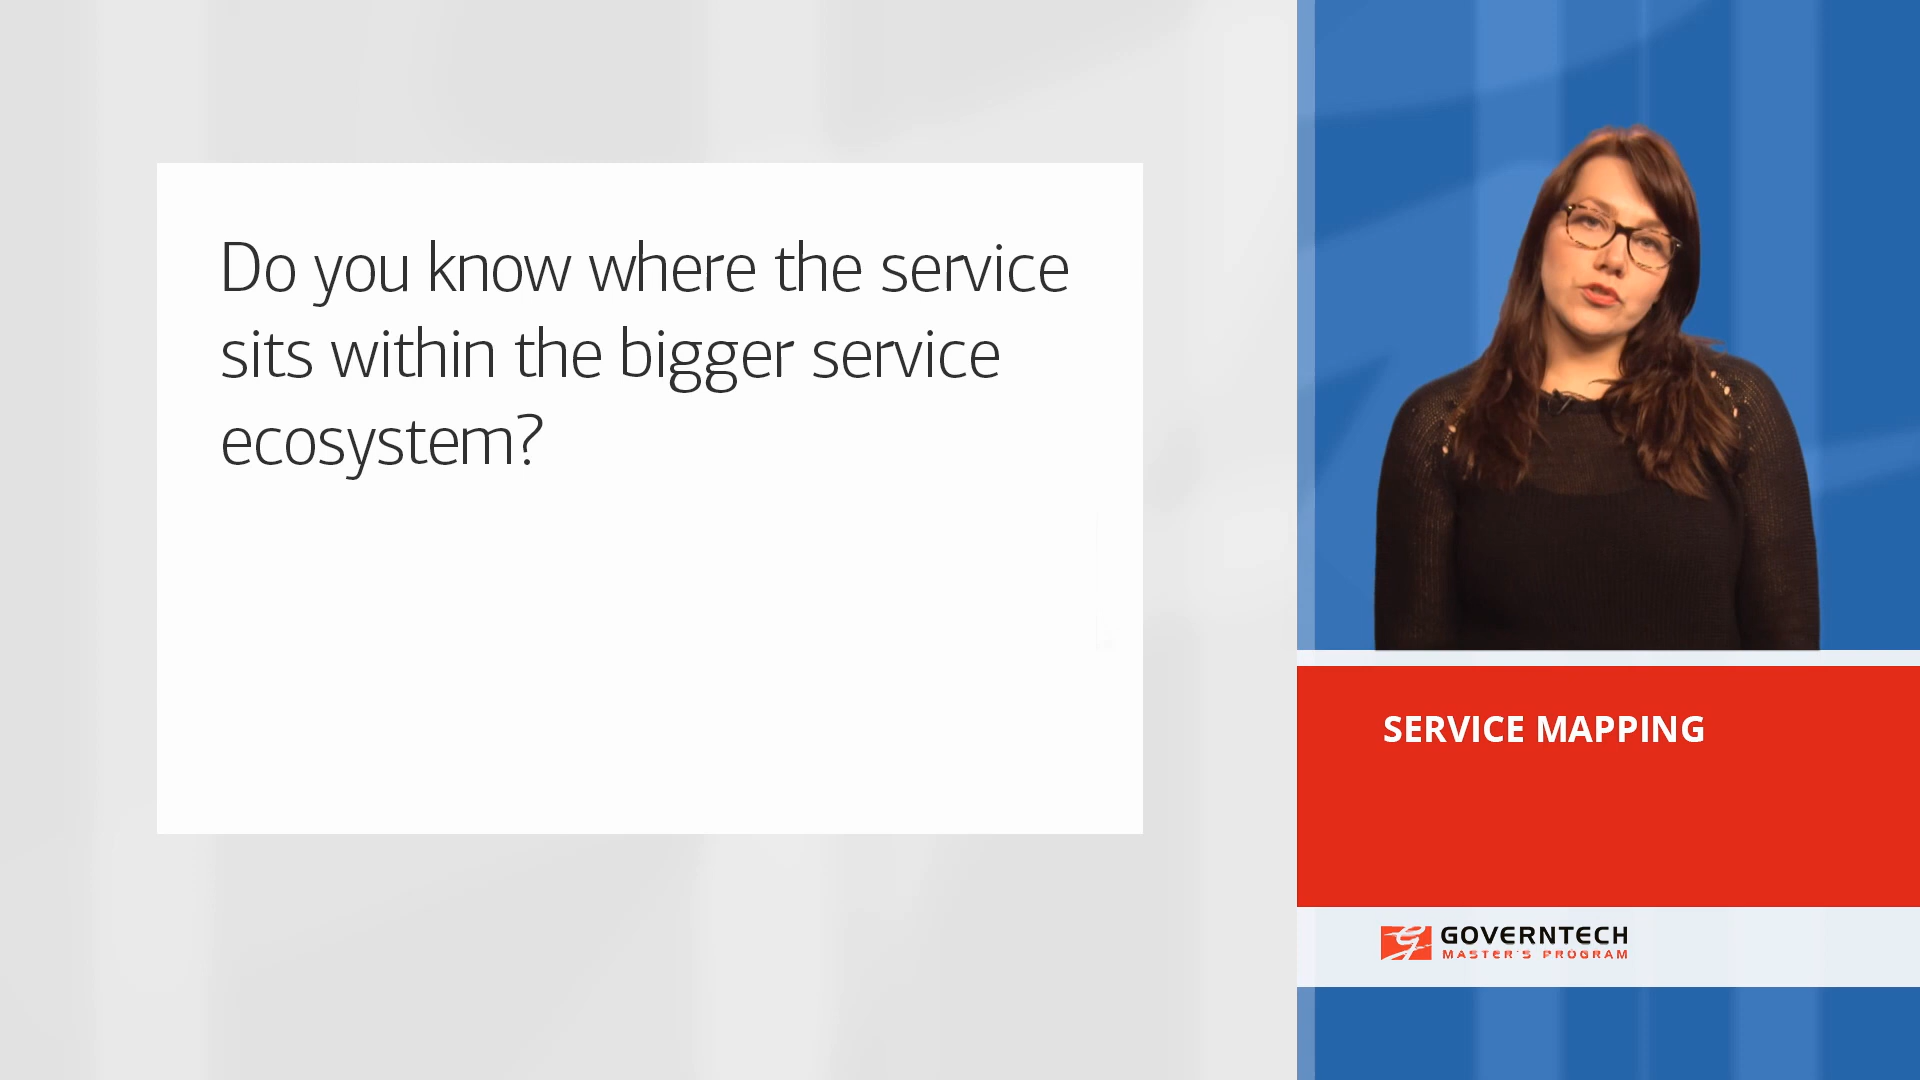 Do you know where the service
sits within the bigger service
ecosystem?
SERVICE MAPPING
GOVERNTECH
MASTER'S PROGRAM